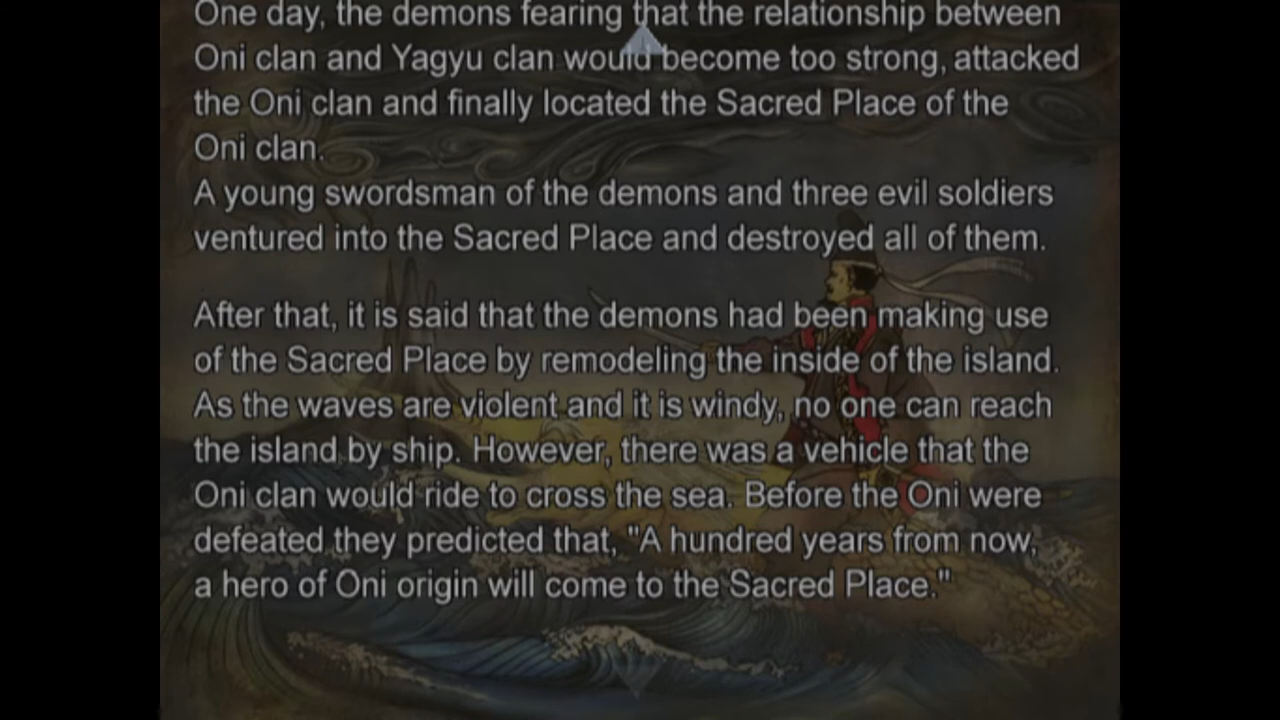 One day, the demons fearing that the relationship between
Oni clan and Yagyu clan would become too strong, attacked
the Oni clan and finally located the Sacred Place of the
Oni clan.
A young swordsman of the demons and three evil soldiers
ventured into the Sacred Place and destroyed all of them.
After that, it is said that the demons had been making use
of the Sacred Place by remodeling the inside of the island.
As the waves are violent and it is windy, no one can reach
the island by ship. However, there was a vehicle that the
Oni clan would ride to cross the sea. Before the Oni were
defeated they predicted that, "A hundred years from now,
a hero of Oni origin will come to the Sacred Place."